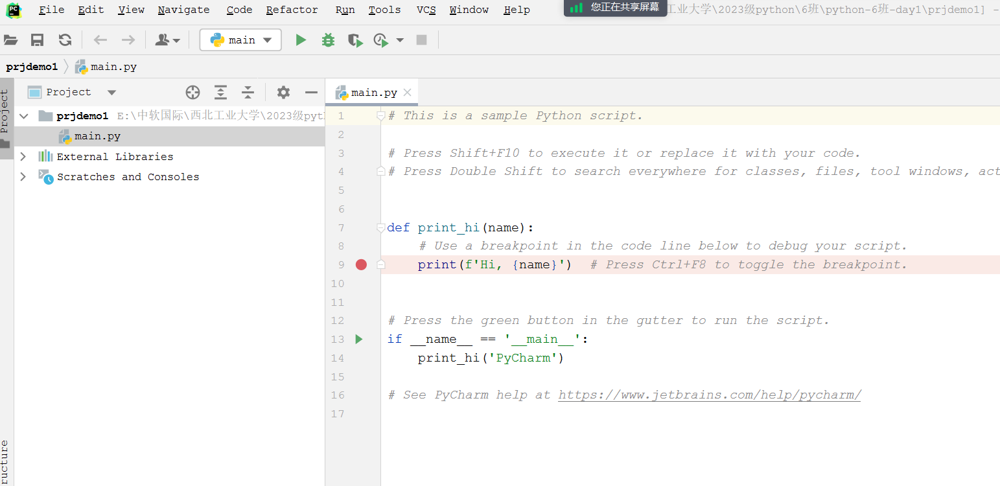 PC File Edit View Navigate Code Refactor Run Tools VCS Window Help 您正在共享屏幕 工业大学\2023级python\6班\python-6班-day1\prjdemo1] -
main
prjdemo1 main.py
Project
Project
main.py
prjdemo1 E:\中软国际\西北工业大学\2023级pyt
main.py
External Libraries
Scratches and Consoles
ructure
1 # This is a sample Python script.
2
3 # Press Shift+F10 to execute it or replace it with your code.
4 # Press Double Shift to search everywhere for classes, files, tool windows, act
5
6
7 def print_hi(name):
8 # Use a breakpoint in the code line below to debug your script.
9 print(f'Hi, {name}') # Press Ctrl+F8 to toggle the breakpoint.
10
11
12 # Press the green button in the gutter to run the script.
13 if __name__ == '__main__':
14 print_hi('PyCharm')
15
16 # See PyCharm help at https://www.jetbrains.com/help/pycharm/
17